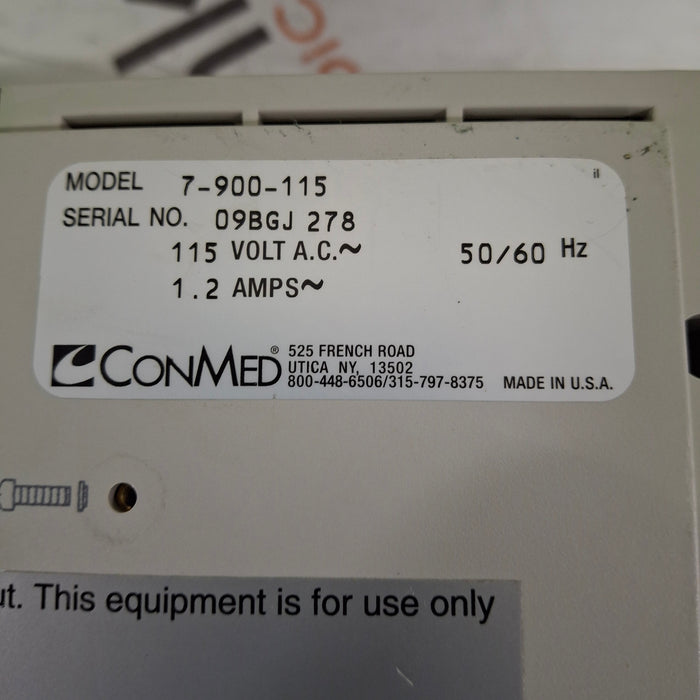 MODEL 7-900-115
SERIAL NO. 09BGJ 278
115 VOLT A.C.~ 50/60 Hz
1.2 AMPS~
CONMED® 525 FRENCH ROAD
UTICA NY, 13502
800-448-6506/315-797-8375 MADE IN U.S.A.
This equipment is for use only